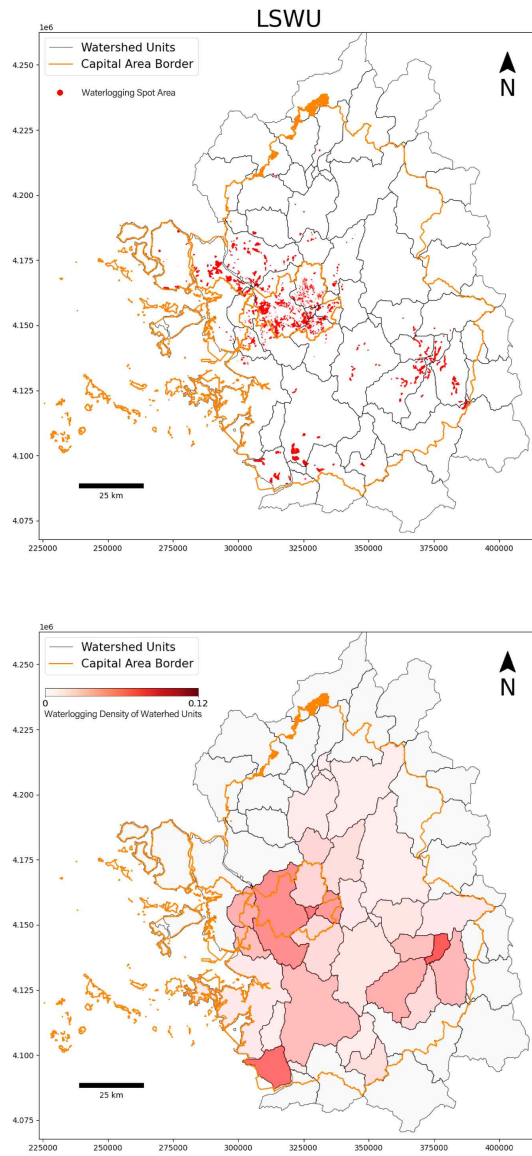 LSWU
1e6
Watershed Units
Capital Area Border
Waterlogging Spot Area
N
4.250
4.225
4.200
4.175
4.150
4.125
4.100
4.075
25 km
225000 250000 275000 300000 325000 350000 375000 400000
1e6
Watershed Units
Capital Area Border
0 0.12
Waterlogging Density of Waterhed Units
N
4.250
4.225
4.200
4.175
4.150
4.125
4.100
4.075
25 km
225000 250000 275000 300000 325000 350000 375000 400000